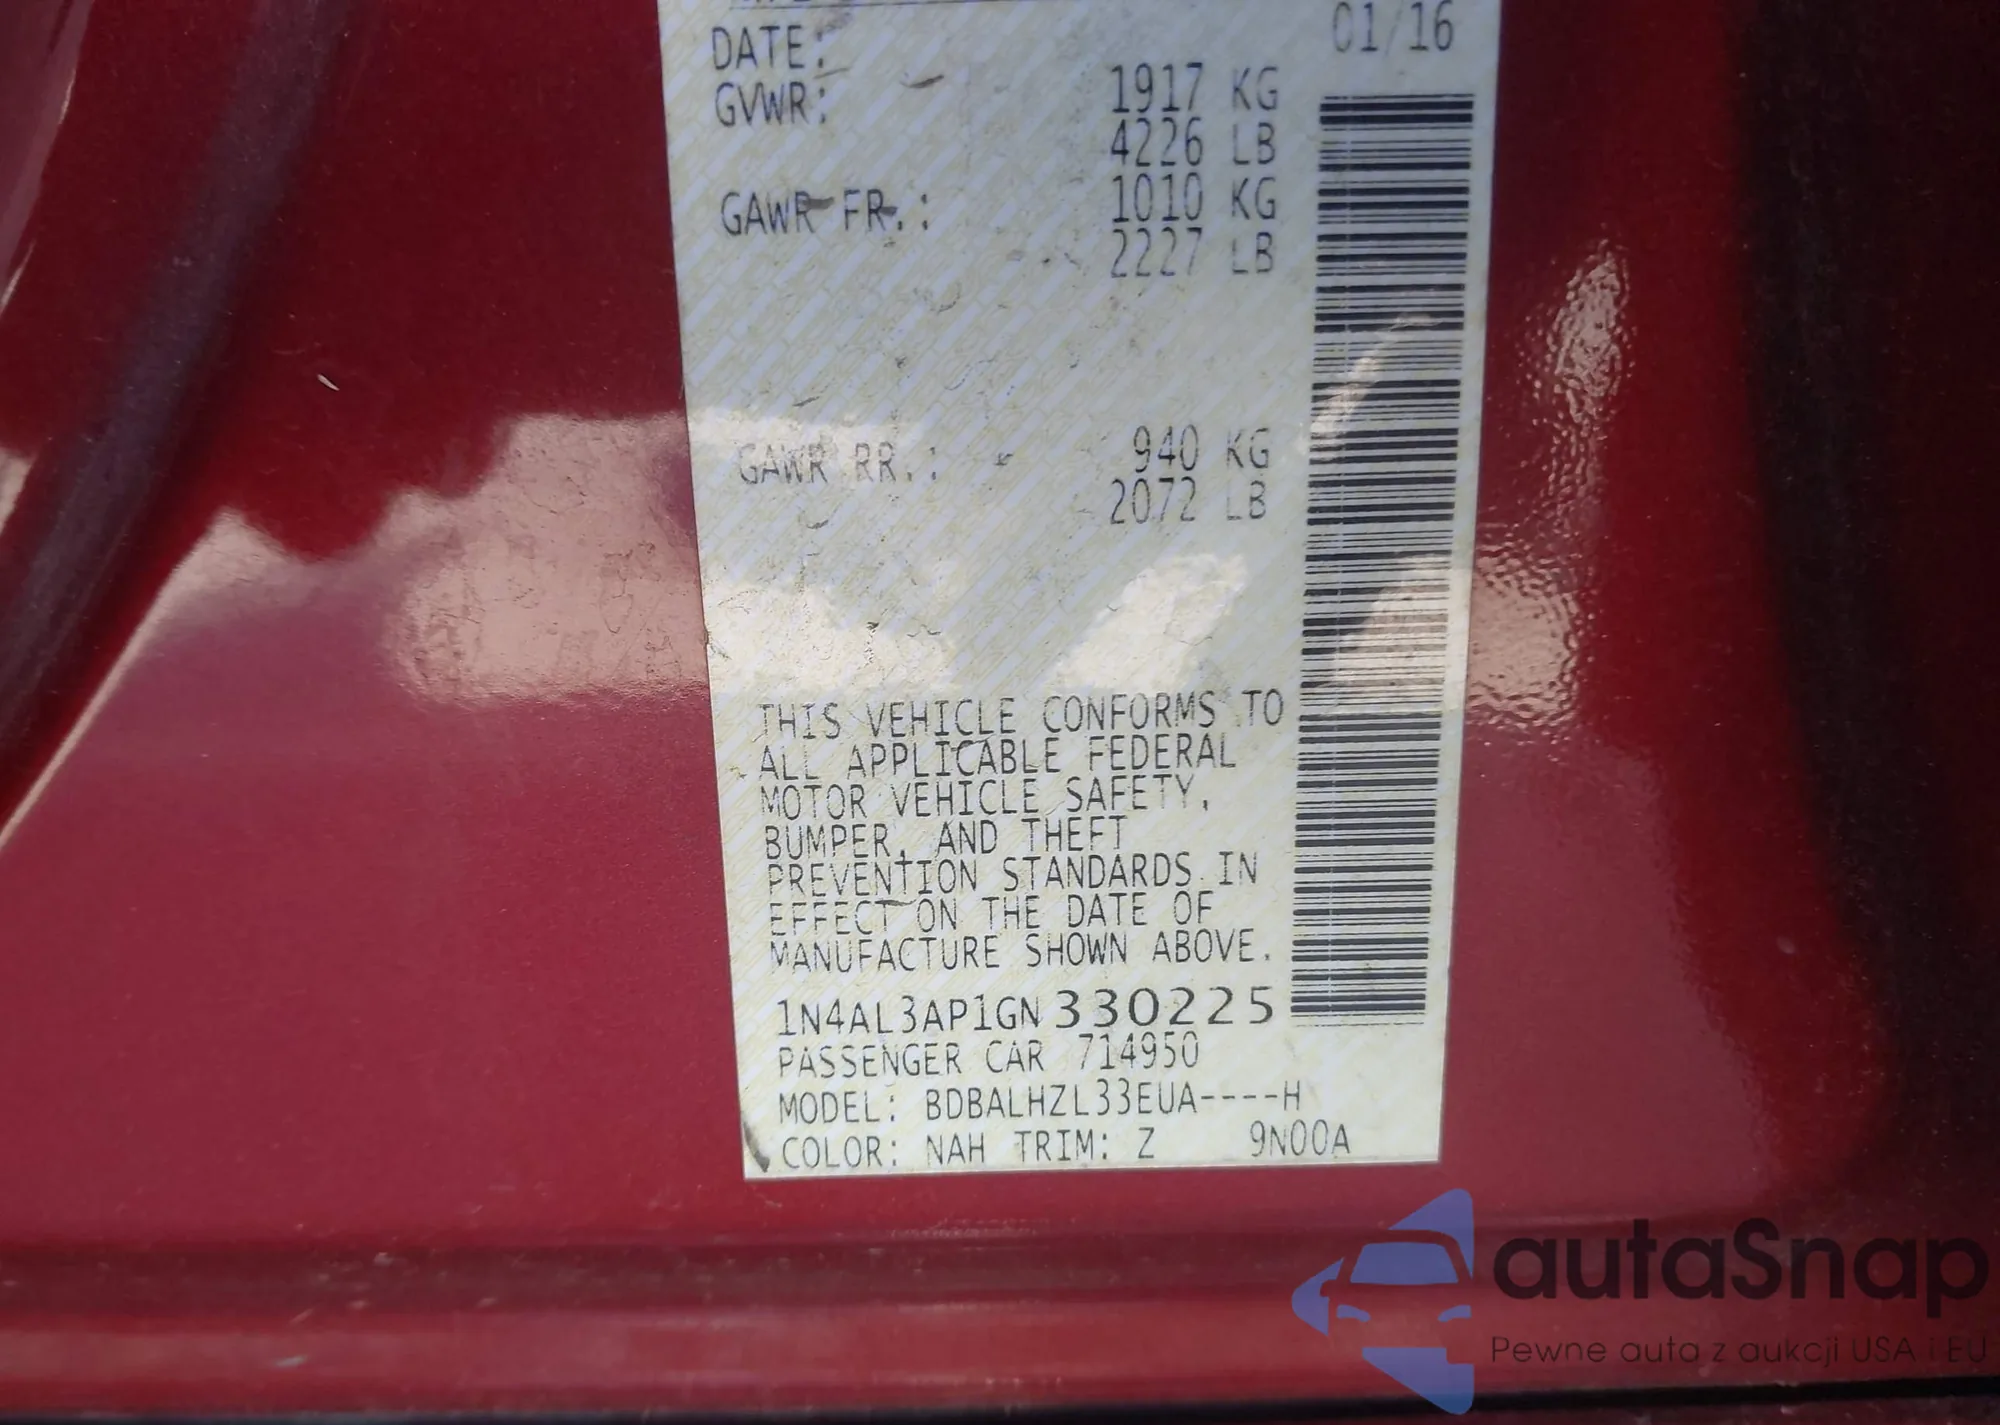 DATE: 01/16
GVWR: 1917 KG
4226 LB
GAWR FR.: 1010 KG
2227 LB
GAWR RR.: 940 KG
2072 LB
THIS VEHICLE CONFORMS TO
ALL APPLICABLE FEDERAL
MOTOR VEHICLE SAFETY,
BUMPER, AND THEFT
PREVENTION STANDARDS IN
EFFECT ON THE DATE OF
MANUFACTURE SHOWN ABOVE.
1N4AL3AP1GN330225
PASSENGER CAR 714950
MODEL: BDBALHZL33EUA----H
COLOR: NAH TRIM: Z 9N00A
autaSnap
Pewne auta z aukcji USA i EU